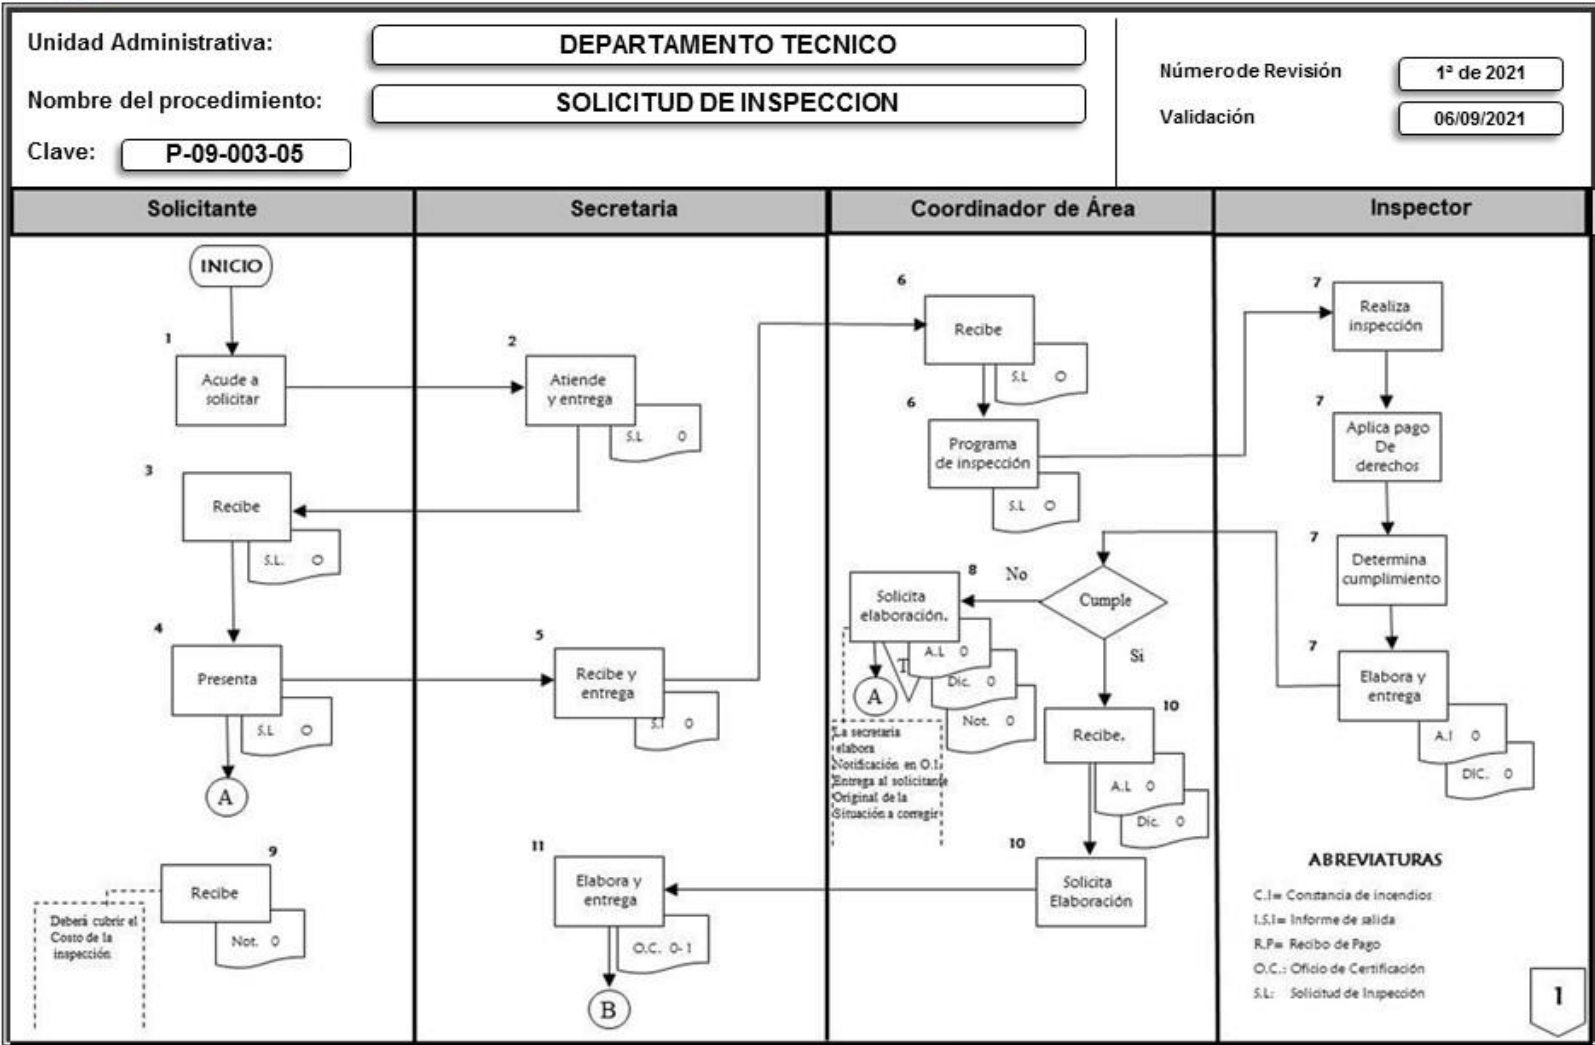 Unidad Administrativa:
DEPARTAMENTO TECNICO
Nombre del procedimiento:
SOLICITUD DE INSPECCION
Clave:
P-09-003-05
Número de Revisión
1ª de 2021
Validación
06/09/2021
Solicitante
Secretaria
Coordinador de Área
Inspector
INICIO
1
Acude a
solicitar
3
Recibe
S.L. O
4
Presenta
S.L O
A
9
Recibe
Not. 0
Deberá cubrir el
Costo de la
inspección
2
Atiende
y entrega
S.L 0
5
Recibe y
entrega
S.I 0
11
Elabora y
entrega
O.C. 0-1
B
6
Recibe
S.L O
6
Programa
de inspección
S.L O
Cumple
No
Si
8
Solicita
elaboración.
A.L 0
T
Dic. 0
Not. 0
A
La secretaria
elabora
Notificación en O.1.
Entrega al solicitante
Original de la
Situación a corregir
10
Recibe.
A.L O
Dic. 0
10
Solicita
Elaboración
7
Realiza
inspección
7
Aplica pago
De
derechos
7
Determina
cumplimiento
7
Elabora y
entrega
A.I 0
DIC. 0
ABREVIATURAS
C.I= Constancia de incendios
I.S.I= Informe de salida
R.P= Recibo de Pago
O.C.: Oficio de Certificación
S.L: Solicitud de Inspección
1